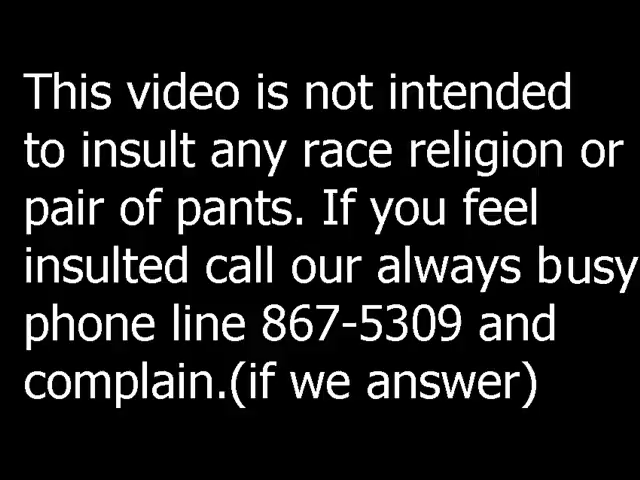 This video is not intended
to insult any race religion or
pair of pants. If you feel
insulted call our always busy
phone line 867-5309 and
complain.(if we answer)